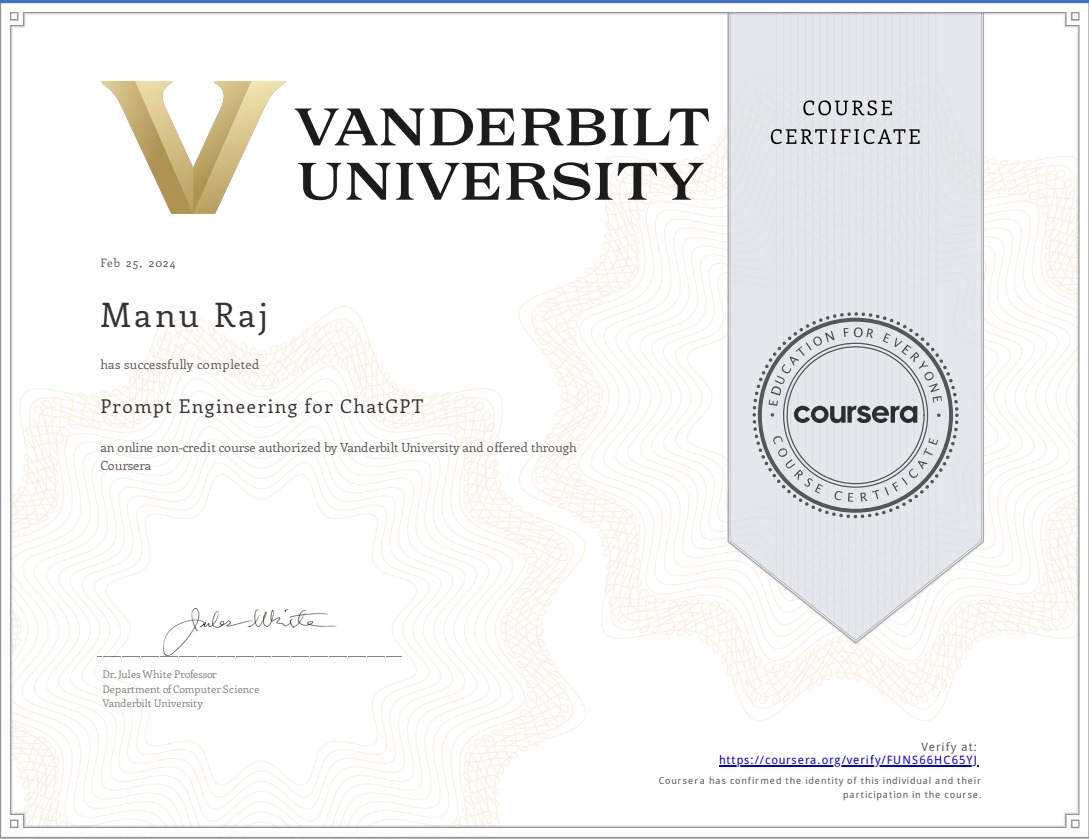 VANDERBILT
UNIVERSITY
COURSE
CERTIFICATE
Feb 25, 2024
Manu Raj
has successfully completed
Prompt Engineering for ChatGPT
an online non-credit course authorized by Vanderbilt University and offered through
Coursera
EDUCATION FOR EVERYONE
coursera
COURSE CERTIFICATE
Jules White
Dr. Jules White Professor
Department of Computer Science
Vanderbilt University
Verify at:
https://coursera.org/verify/FUNS66HC65YJ
Coursera has confirmed the identity of this individual and their
participation in the course.